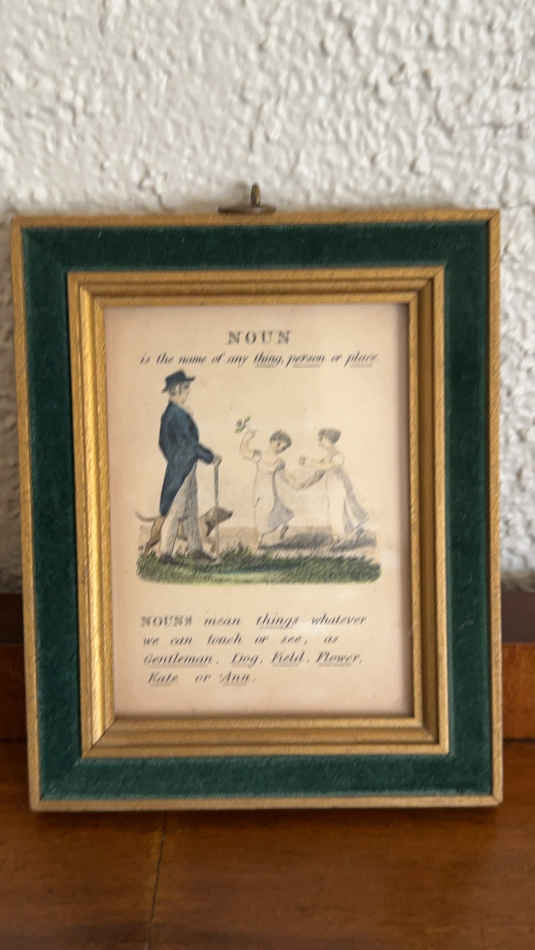 NOUN
is the name of any thing, person or place.
NOUNS mean things whatever
we can touch or see, as
Gentleman, Dog, Field, Flower,
Kate or Ann.